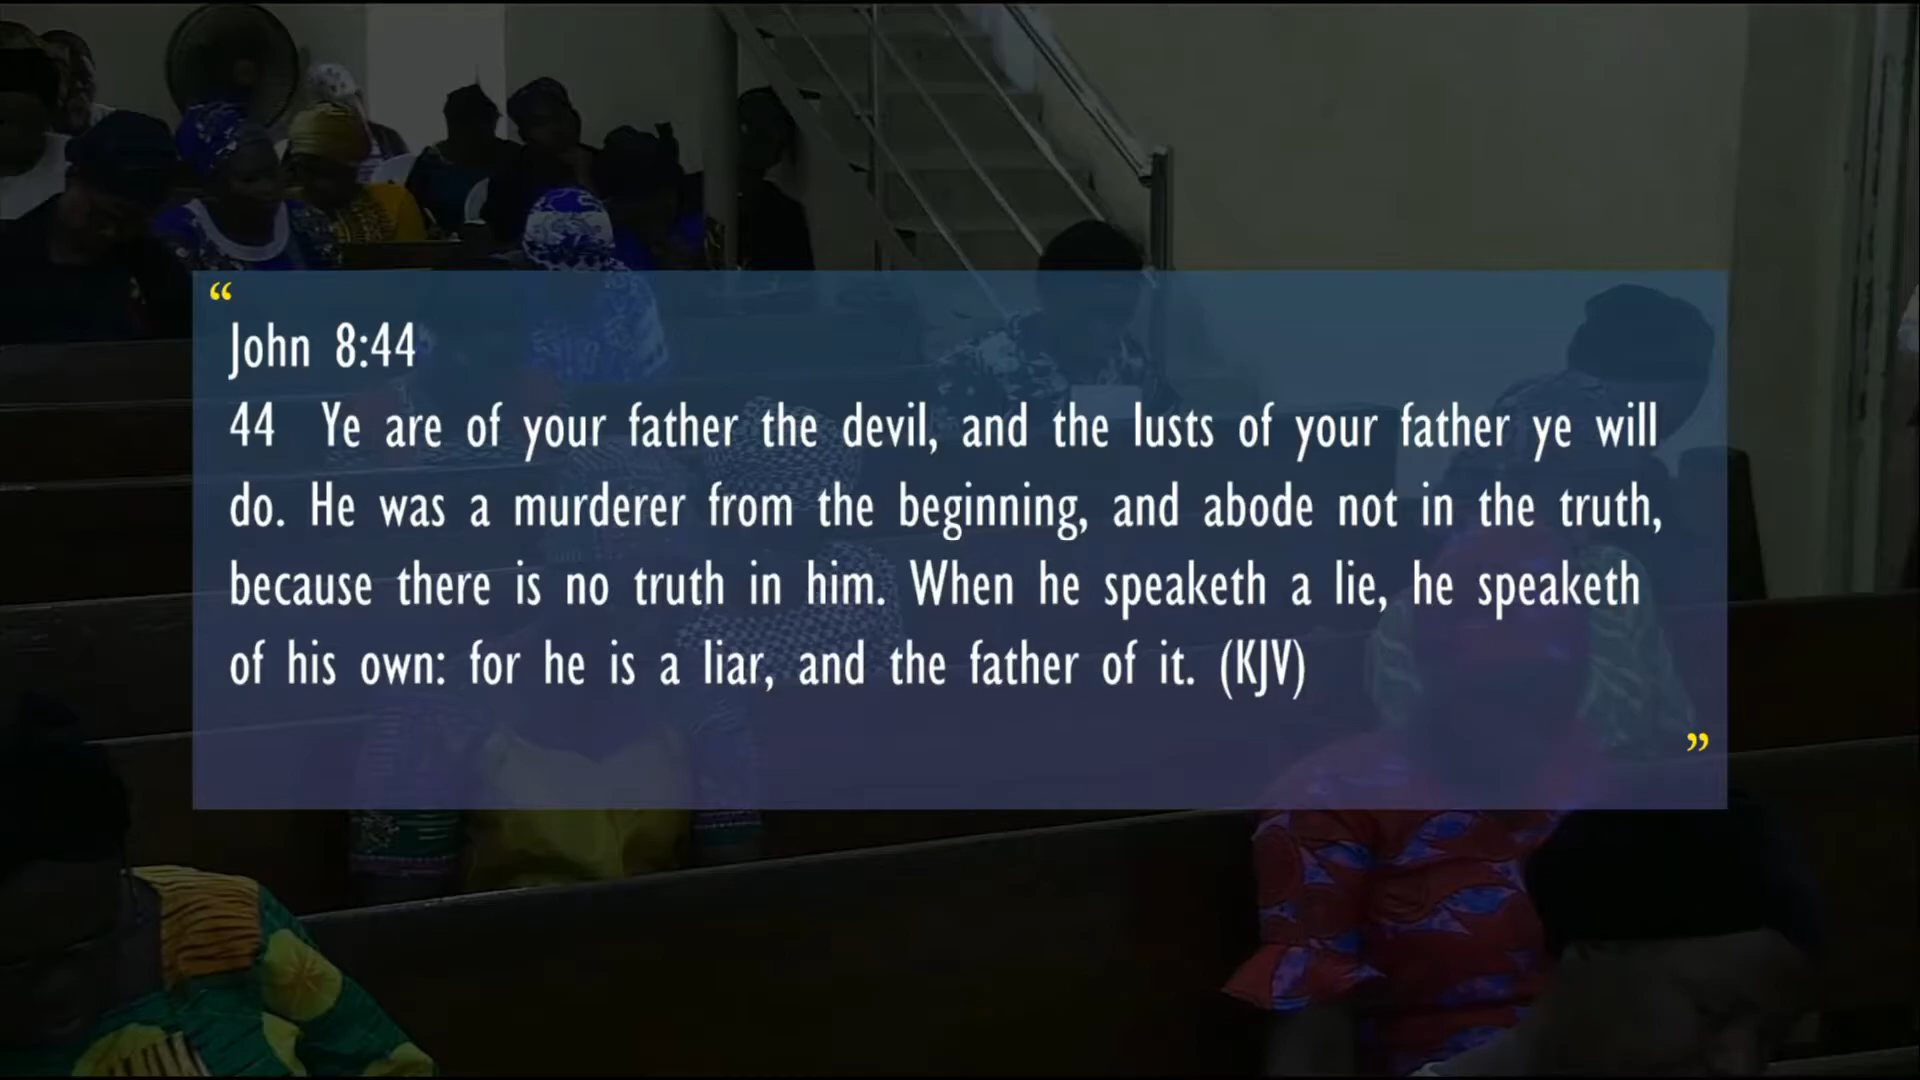 “
John 8:44
44 Ye are of your father the devil, and the lusts of your father ye will
do. He was a murderer from the beginning, and abode not in the truth,
because there is no truth in him. When he speaketh a lie, he speaketh
of his own: for he is a liar, and the father of it. (KJV)
”